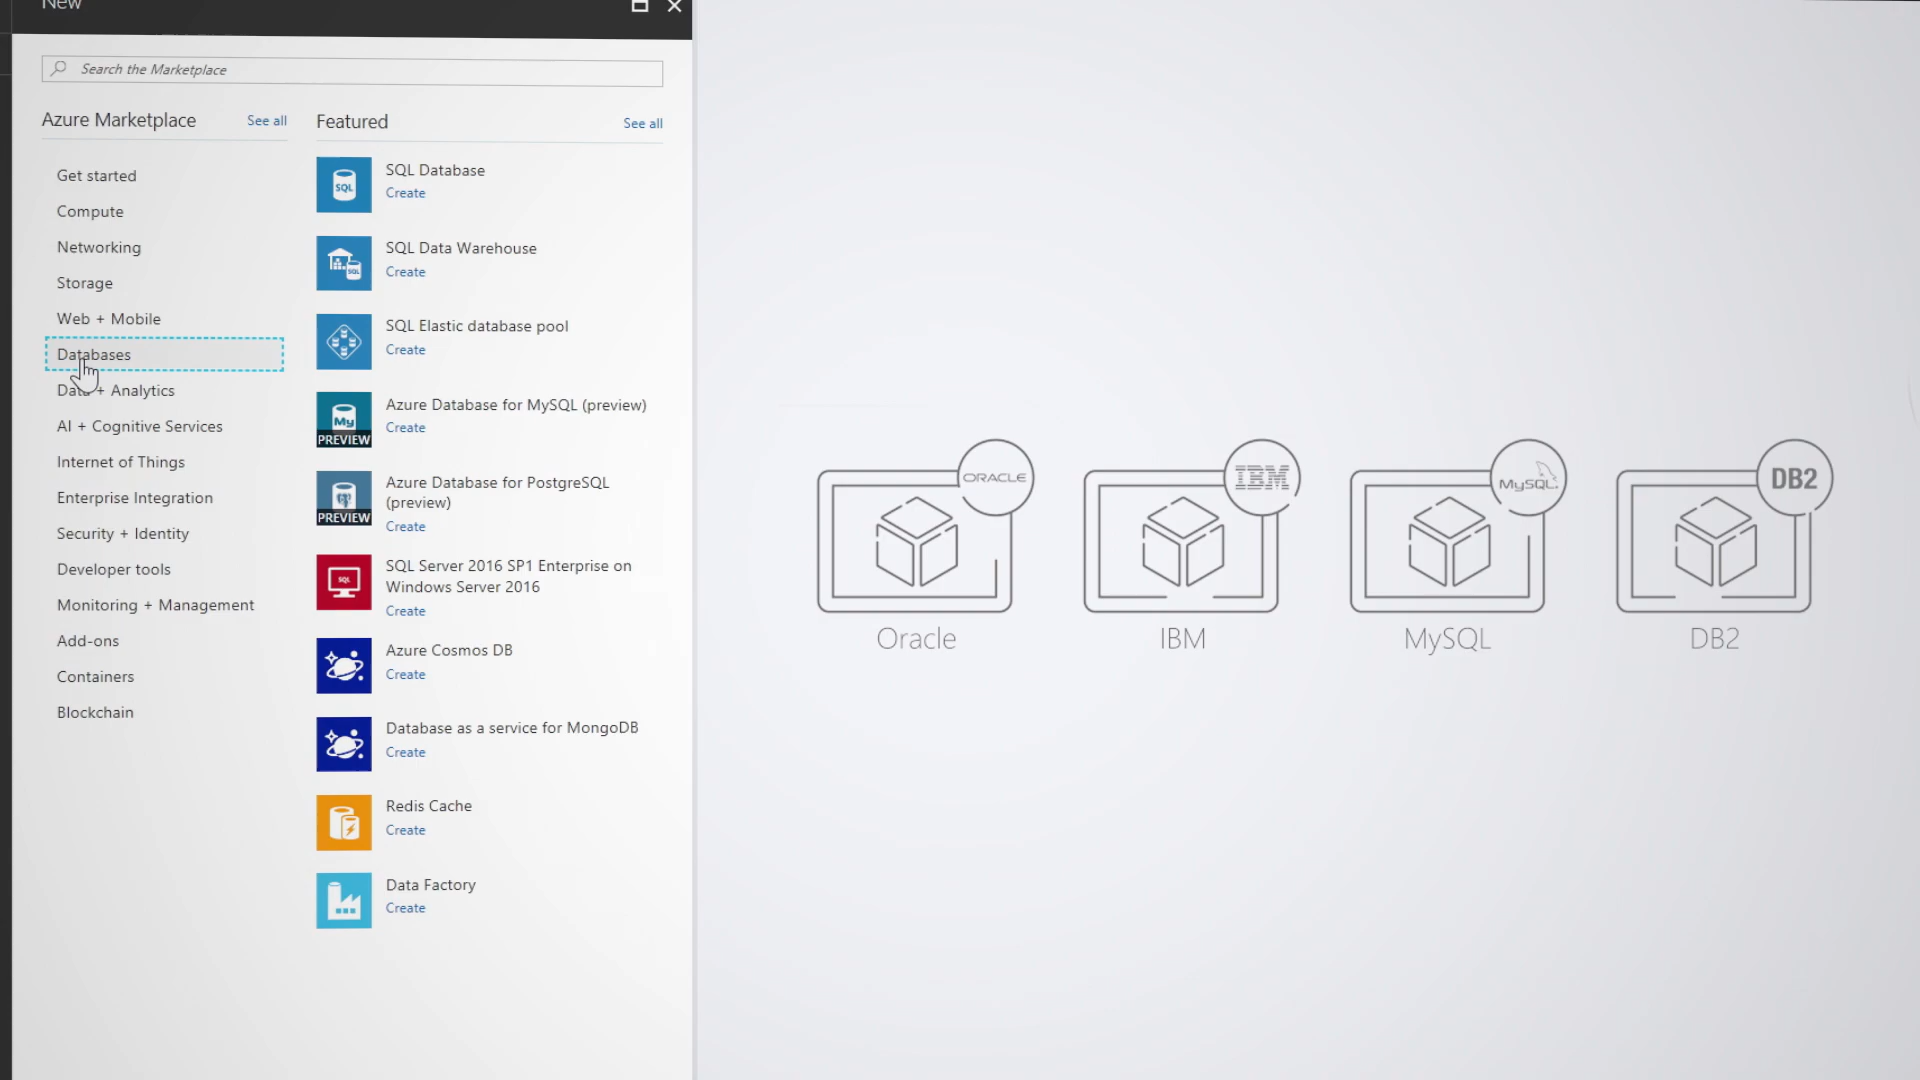 New
Search the Marketplace
Azure Marketplace
See all
Get started
Compute
Networking
Storage
Web + Mobile
Databases
Data + Analytics
AI + Cognitive Services
Internet of Things
Enterprise Integration
Security + Identity
Developer tools
Monitoring + Management
Add-ons
Containers
Blockchain
Featured
See all
SQL
SQL Database
Create
SQL
SQL Data Warehouse
Create
SQL Elastic database pool
Create
My
PREVIEW
Azure Database for MySQL (preview)
Create
PREVIEW
Azure Database for PostgreSQL
(preview)
Create
SQL
SQL Server 2016 SP1 Enterprise on
Windows Server 2016
Create
Azure Cosmos DB
Create
Database as a service for MongoDB
Create
Redis Cache
Create
Data Factory
Create
ORACLE
Oracle
IBM
IBM
MySQL
MySQL
DB2
DB2